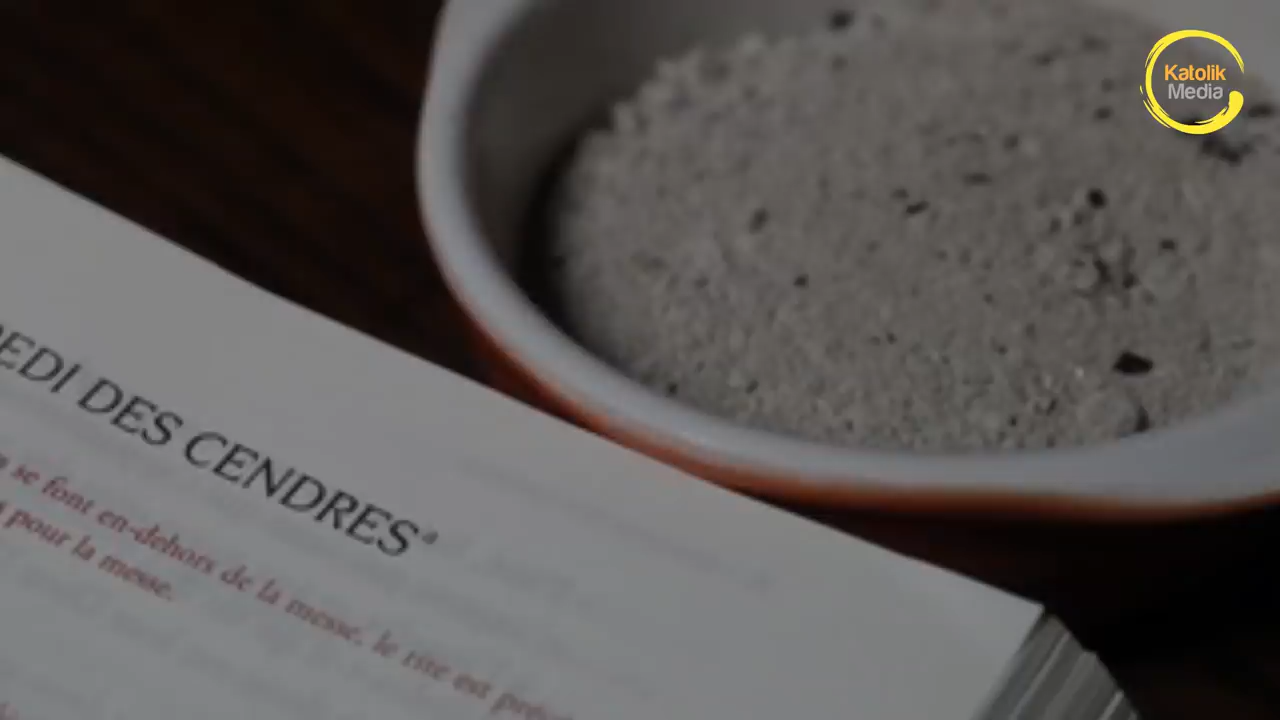 Katolik
Media
EDI DES CENDRES
se font en-dehors de la messe, le rite est
pour la messe.